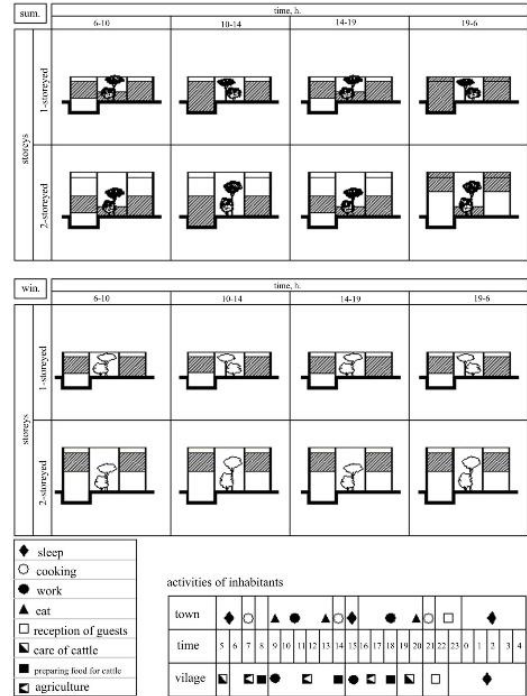 sum.
time, h.
6-10 10-14 14-19 19-6
storeys
1-storeyed
2-storeyed
win.
time, h.
6-10 10-14 14-19 19-6
storeys
1-storeyed
2-storeyed
sleep
cooking
work
eat
reception of guests
care of cattle
preparing food for cattle
agriculture
activities of inhabitants
town
time 5 6 7 8 9 10 11 12 13 14 15 16 17 18 19 20 21 22 23 0 1 2 3 4
vilage